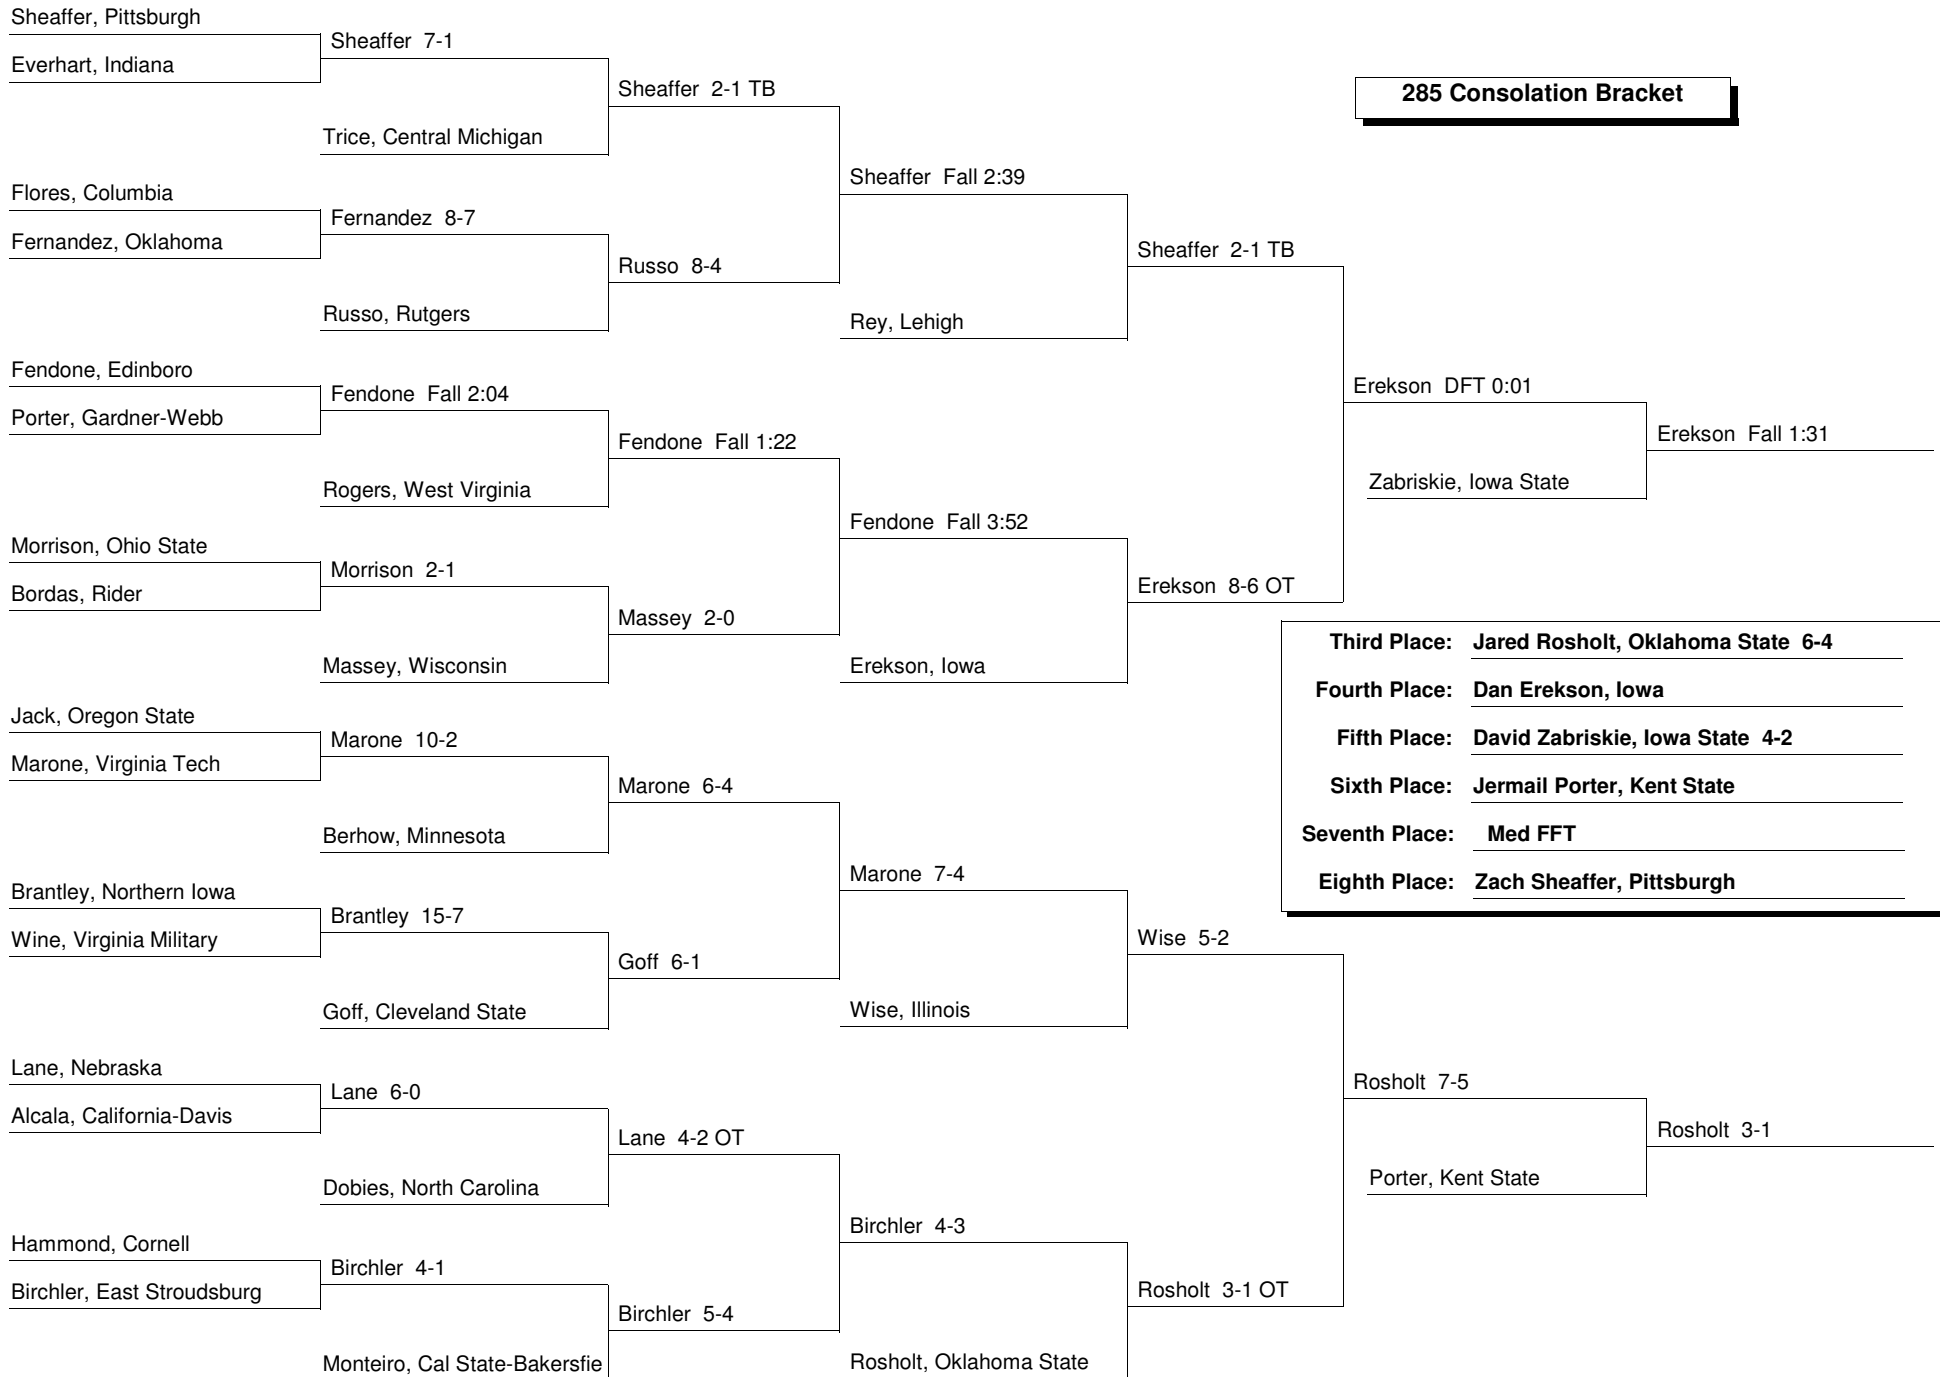 Sheaffer, Pittsburgh
Everhart, Indiana
Flores, Columbia
Fernandez, Oklahoma
Fendone, Edinboro
Porter, Gardner-Webb
Morrison, Ohio State
Bordas, Rider
Jack, Oregon State
Marone, Virginia Tech
Brantley, Northern Iowa
Wine, Virginia Military
Lane, Nebraska
Alcala, California-Davis
Hammond, Cornell
Birchler, East Stroudsburg
Sheaffer 7-1
Trice, Central Michigan
Fernandez 8-7
Russo, Rutgers
Fendone Fall 2:04
Rogers, West Virginia
Morrison 2-1
Massey, Wisconsin
Marone 10-2
Berhow, Minnesota
Brantley 15-7
Goff, Cleveland State
Lane 6-0
Dobies, North Carolina
Birchler 4-1
Monteiro, Cal State-Bakersfie
Sheaffer 2-1 TB
Russo 8-4
Fendone Fall 1:22
Massey 2-0
Marone 6-4
Goff 6-1
Lane 4-2 OT
Birchler 5-4
Sheaffer Fall 2:39
Rey, Lehigh
Fendone Fall 3:52
Erekson, Iowa
Marone 7-4
Wise, Illinois
Birchler 4-3
Rosholt, Oklahoma State
Sheaffer 2-1 TB
Erekson 8-6 OT
Wise 5-2
Rosholt 3-1 OT
285 Consolation Bracket
Erekson DFT 0:01
Zabriskie, Iowa State
Erekson Fall 1:31
Third Place: Jared Rosholt, Oklahoma State 6-4
Fourth Place: Dan Erekson, Iowa
Fifth Place: David Zabriskie, Iowa State 4-2
Sixth Place: Jermail Porter, Kent State
Seventh Place: Med FFT
Eighth Place: Zach Sheaffer, Pittsburgh
Rosholt 7-5
Porter, Kent State
Rosholt 3-1